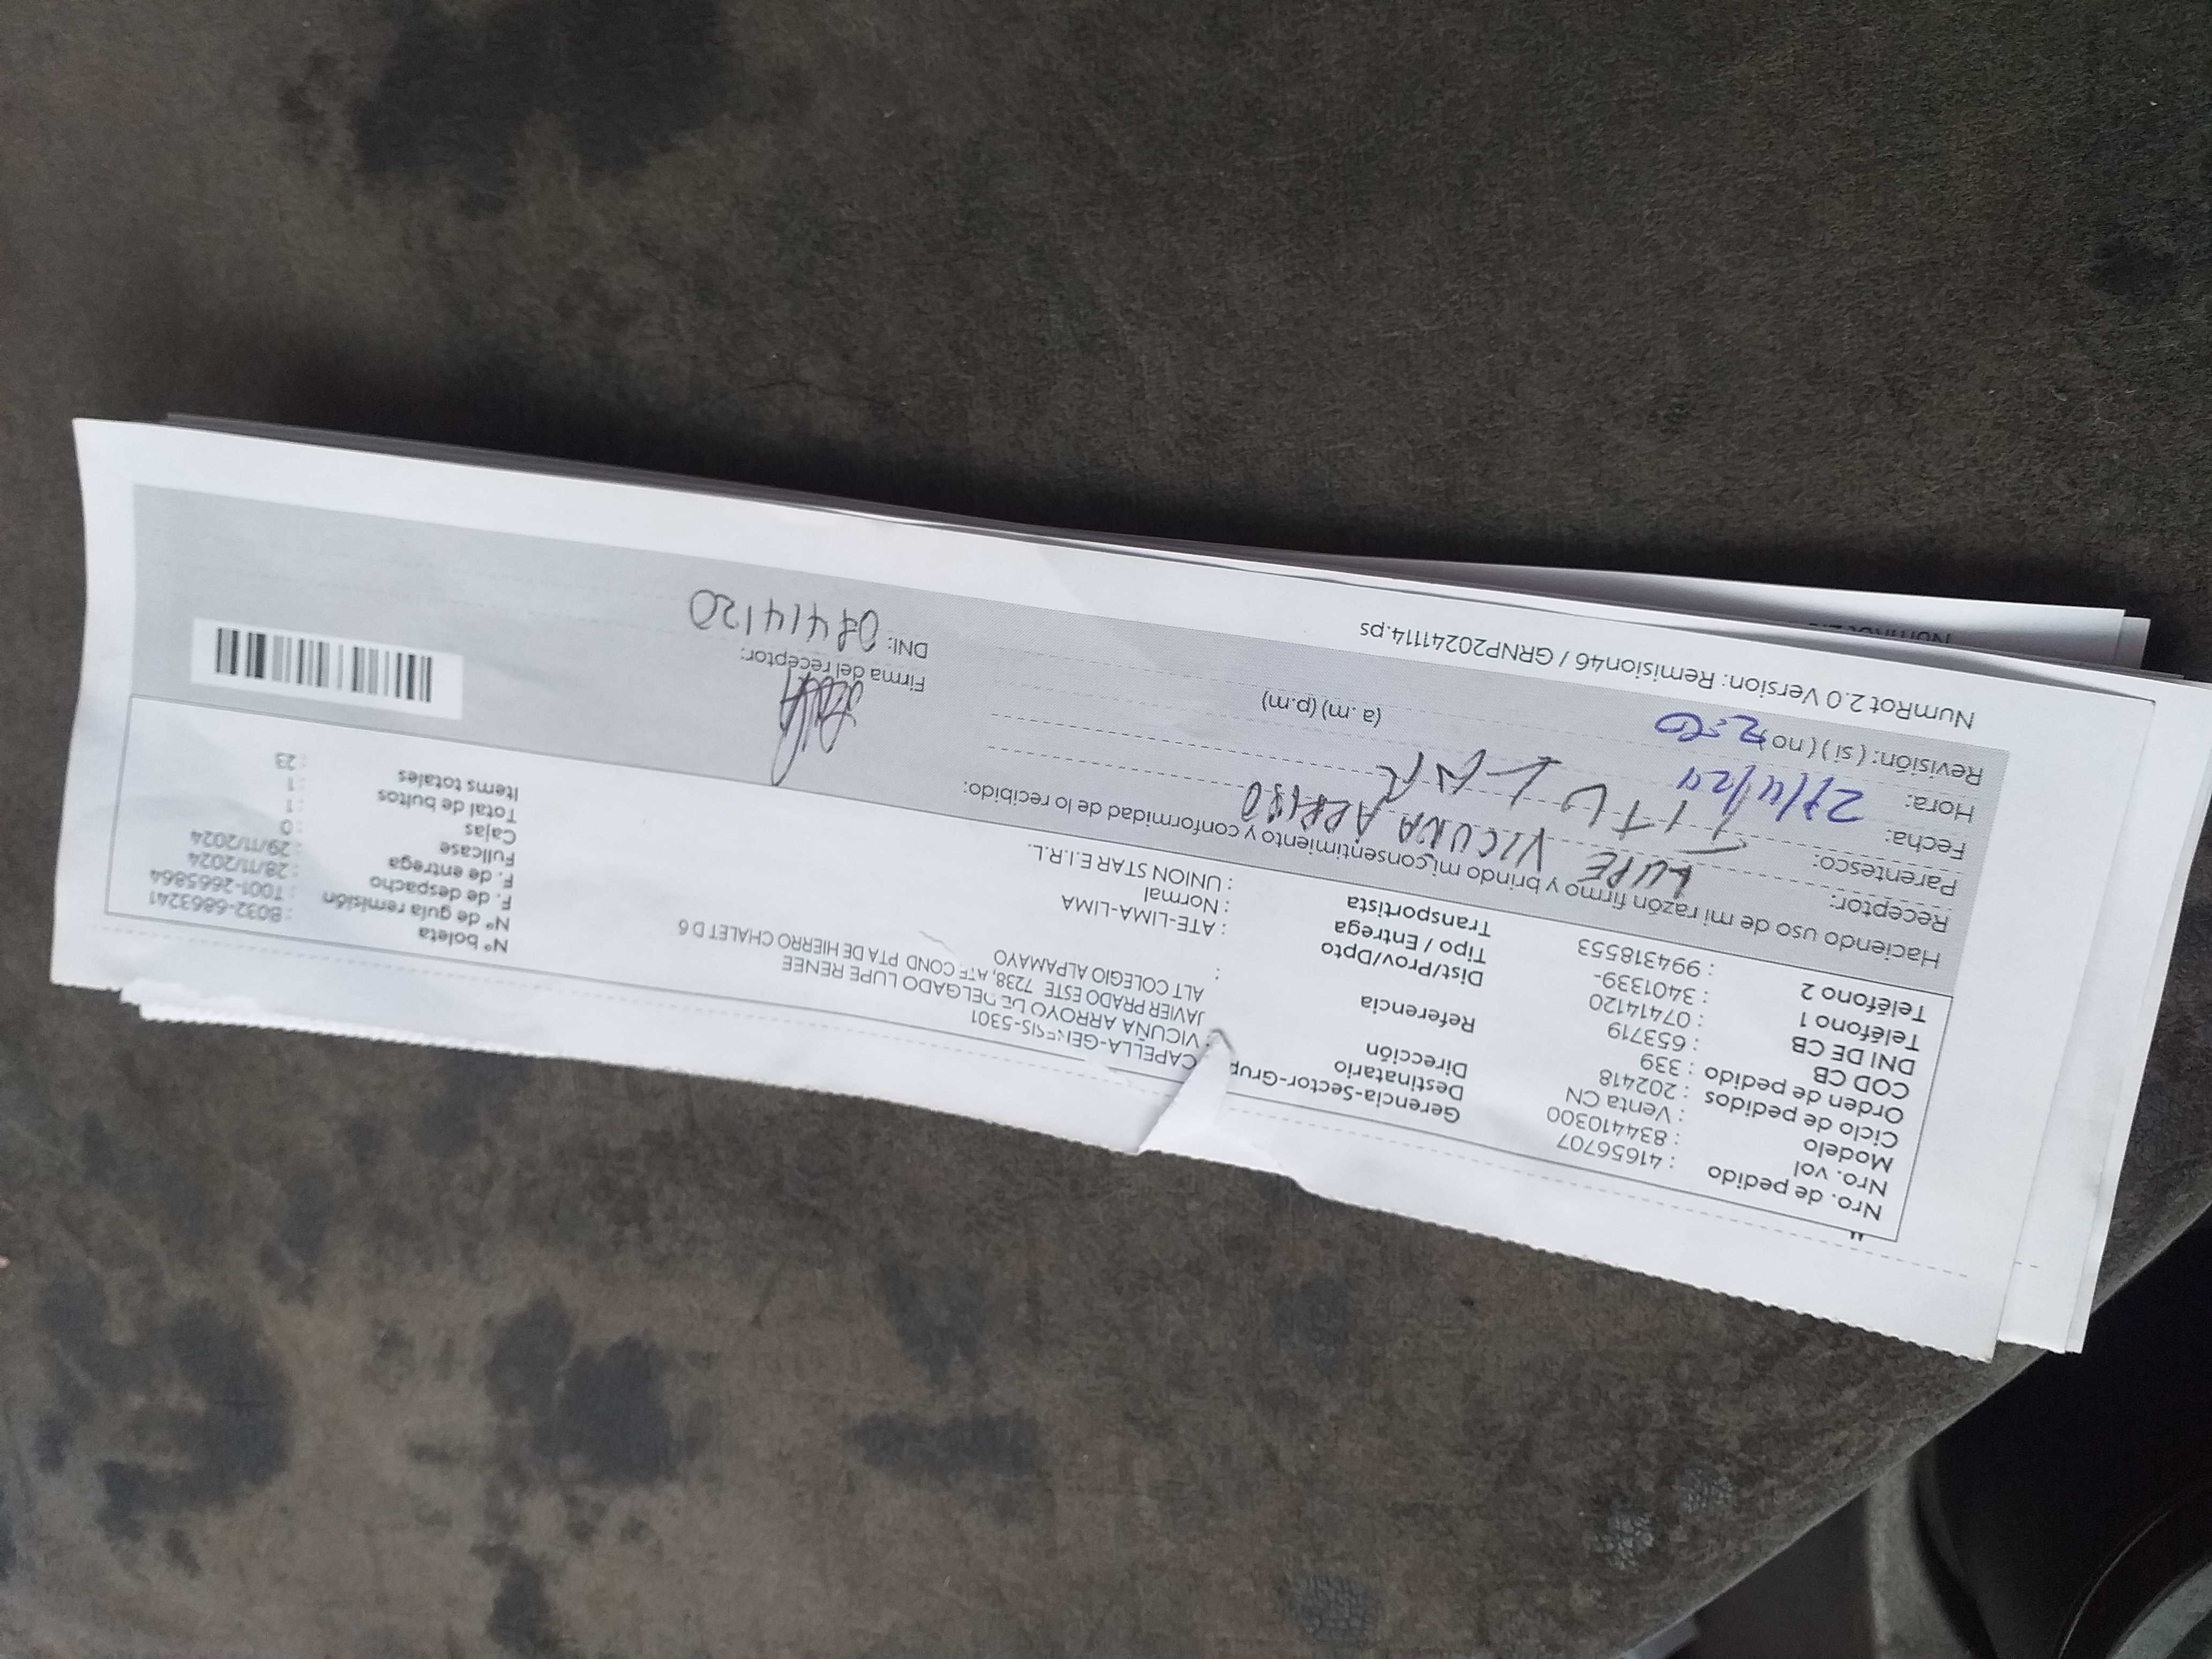 Nro. de pedido : 41656707
Nro. vol : 834410300
Modelo : Venta CN
Ciclo de pedidos : 202418
Orden de pedido : 339
COD CB : 653719
DNI DE CB : 07414120
Teléfono 1 : 3401339-
Teléfono 2 : 994318553
Gerencia-Sector-Grup CAPELLA-GENESIS-5301
Destinatario : VICUÑA ARROYO DE DELGADO LUPE RENEE
Dirección JAVIER PRADO ESTE 7238, ATE COND PTA DE HIERRO CHALET D 6
ALT COLEGIO ALPAMAYO
Referencia :
Dist/Prov/Dpto : ATE-LIMA-LIMA
Tipo / Entrega : Normal
Transportista : UNION STAR E.I.R.L.
N° boleta : B032-6863241
N° de guía remisión : T001-2665864
F. de despacho : 28/11/2024
F. de entrega : 29/11/2024
Fullcase : 0
Cajas : 1
Total de bultos : 1
Items totales : 23
Haciendo uso de mi razón firmo y brindo mi consentimiento y conformidad de lo recibido:
Receptor: LUPE VICUÑA
Parentesco: TITULAR
Fecha: 27/11/24
Hora: (a.m) (p.m)
Revisión: ( si ) ( no )
Firma del receptor:
DNI: 07414120
NumRot 2.0 Version: Remision46 / GRNP20241114.ps